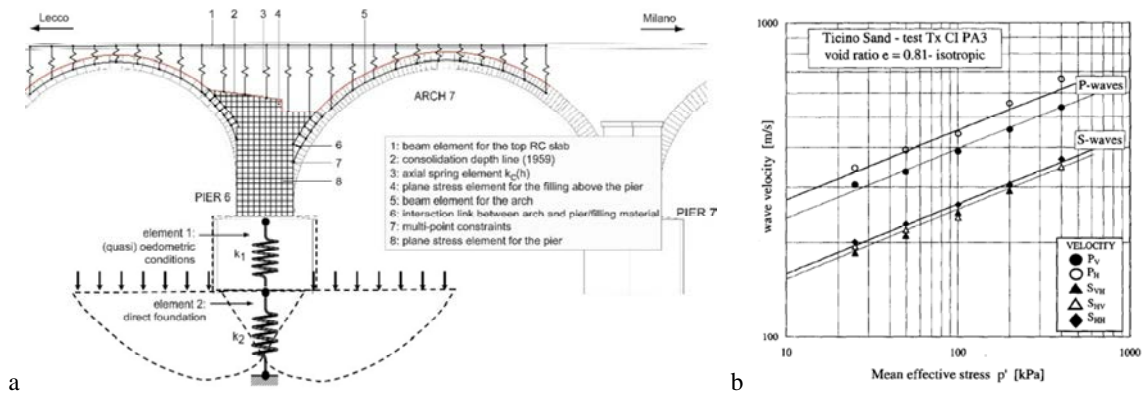 Lecco
1
2
3
4
5
Milano
ARCH 7
6
7
8
1: beam element for the top RC slab
2: consolidation depth line (1959)
3: axial spring element kc(h)
4: plane stress element for the filling above the pier
5: beam element for the arch
6: interaction link between arch and pier/filling material
7: multi-point constraints
8: plane stress element for the pier
PIER 6
PIER 7
element 1:
(quasi) oedometric
conditions
k1
element 2:
direct foundation
k2
a
1000
Ticino Sand - test Tx CI PA3
void ratio e = 0.81- isotropic
P-waves
S-waves
wave velocity [m/s]
VELOCITY
PV
PH
SVH
SHV
SHH
100
10
100
1000
Mean effective stress p' [kPa]
b